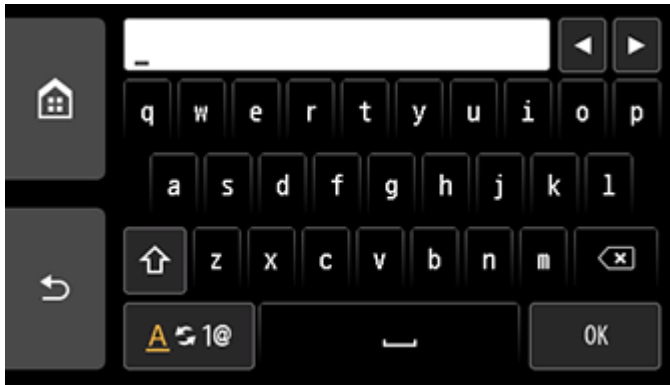 _
q w e r t y u i o p
a s d f g h j k l
z x c v b n m
A 1@ OK